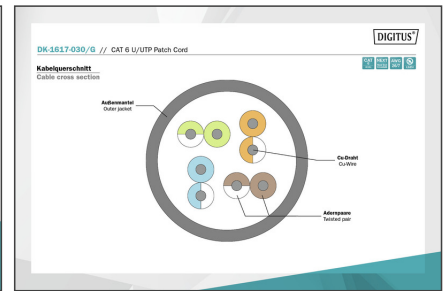 DIGITUS®
DK-1617-030/G // CAT 6 U/UTP Patch Cord
Kabelquerschnitt
Cable cross section
Außenmantel
Outer jacket
Cu-Draht
Cu-Wire
Adernpaare
Twisted pair